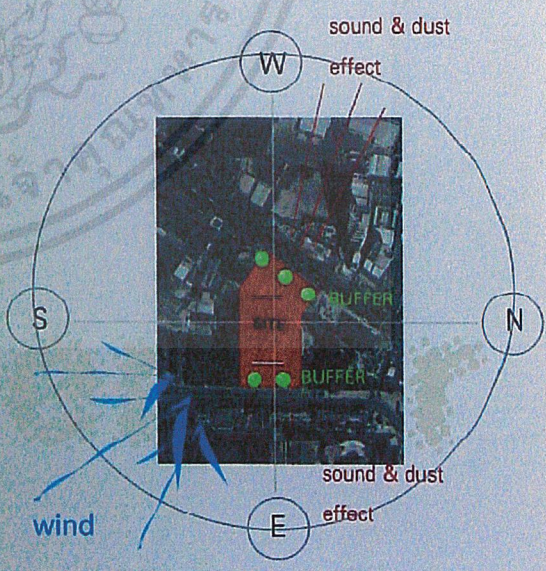 sound & dust
effect
W
BUFFER
S
SITE
N
BUFFER
sound & dust
effect
wind
E